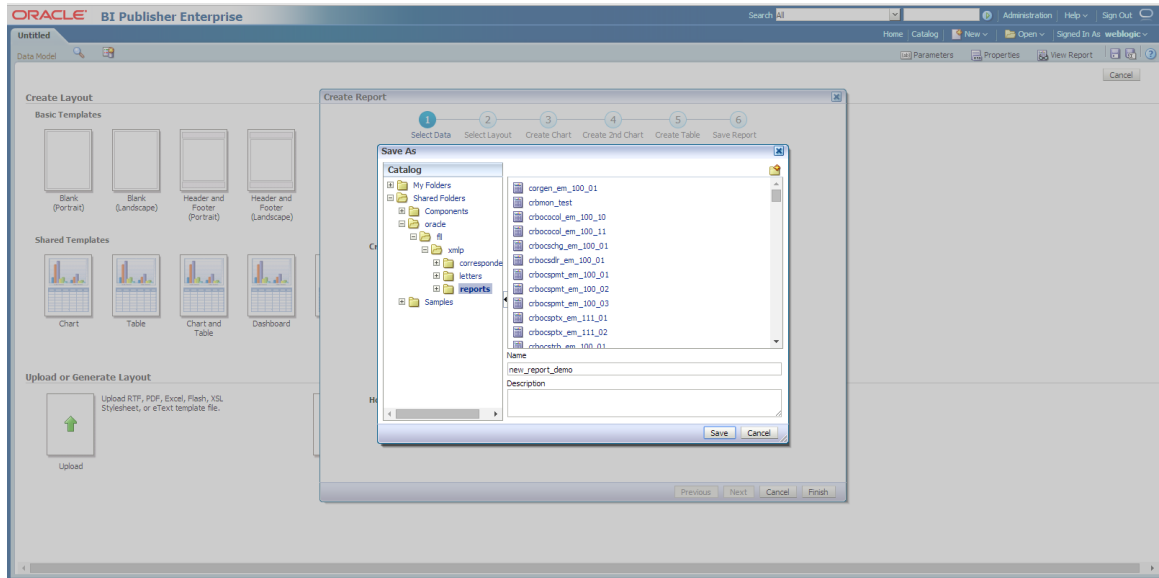 ORACLE BI Publisher Enterprise Search All Administration Help Sign Out
Untitled Home Catalog New Open Signed In As weblogic
Data Model Parameters Properties View Report
Cancel
Create Layout
Basic Templates
Blank (Portrait)
Blank (Landscape)
Header and Footer (Portrait)
Header and Footer (Landscape)
Shared Templates
Chart
Table
Chart and Table
Dashboard
Upload or Generate Layout
Upload RTF, PDF, Excel, Flash, XSL
Stylesheet, or eText template file.
Upload
Create Report
1 2 3 4 5 6
Select Data Select Layout Create Chart Create 2nd Chart Create Table Save Report
Save As
Catalog
My Folders
Shared Folders
Components
oracle
fl
xmlp
corresponde
letters
reports
Samples
corgen_em_100_01
crbmon_test
crbococol_em_100_10
crbococol_em_100_11
crbocschg_em_100_01
crbocsdlr_em_100_01
crbocspmt_em_100_01
crbocspmt_em_100_02
crbocspmt_em_100_03
crbocsptx_em_111_01
crbocsptx_em_111_02
crbocstrb_em_100_01
Name
new_report_demo
Description
Save Cancel
Previous Next Cancel Finish